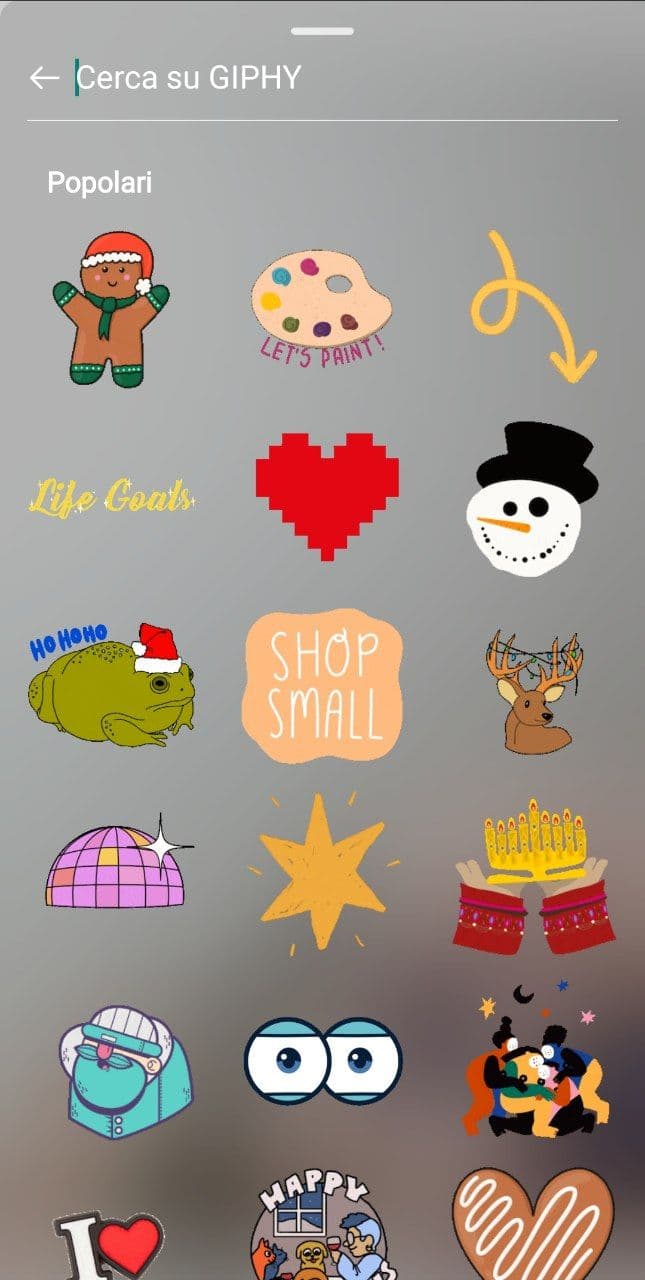 Cerca su GIPHY
Popolari
LET'S PAINT!
Life Goals
HO HO HO
SHOP
SMALL
I
HAPPY